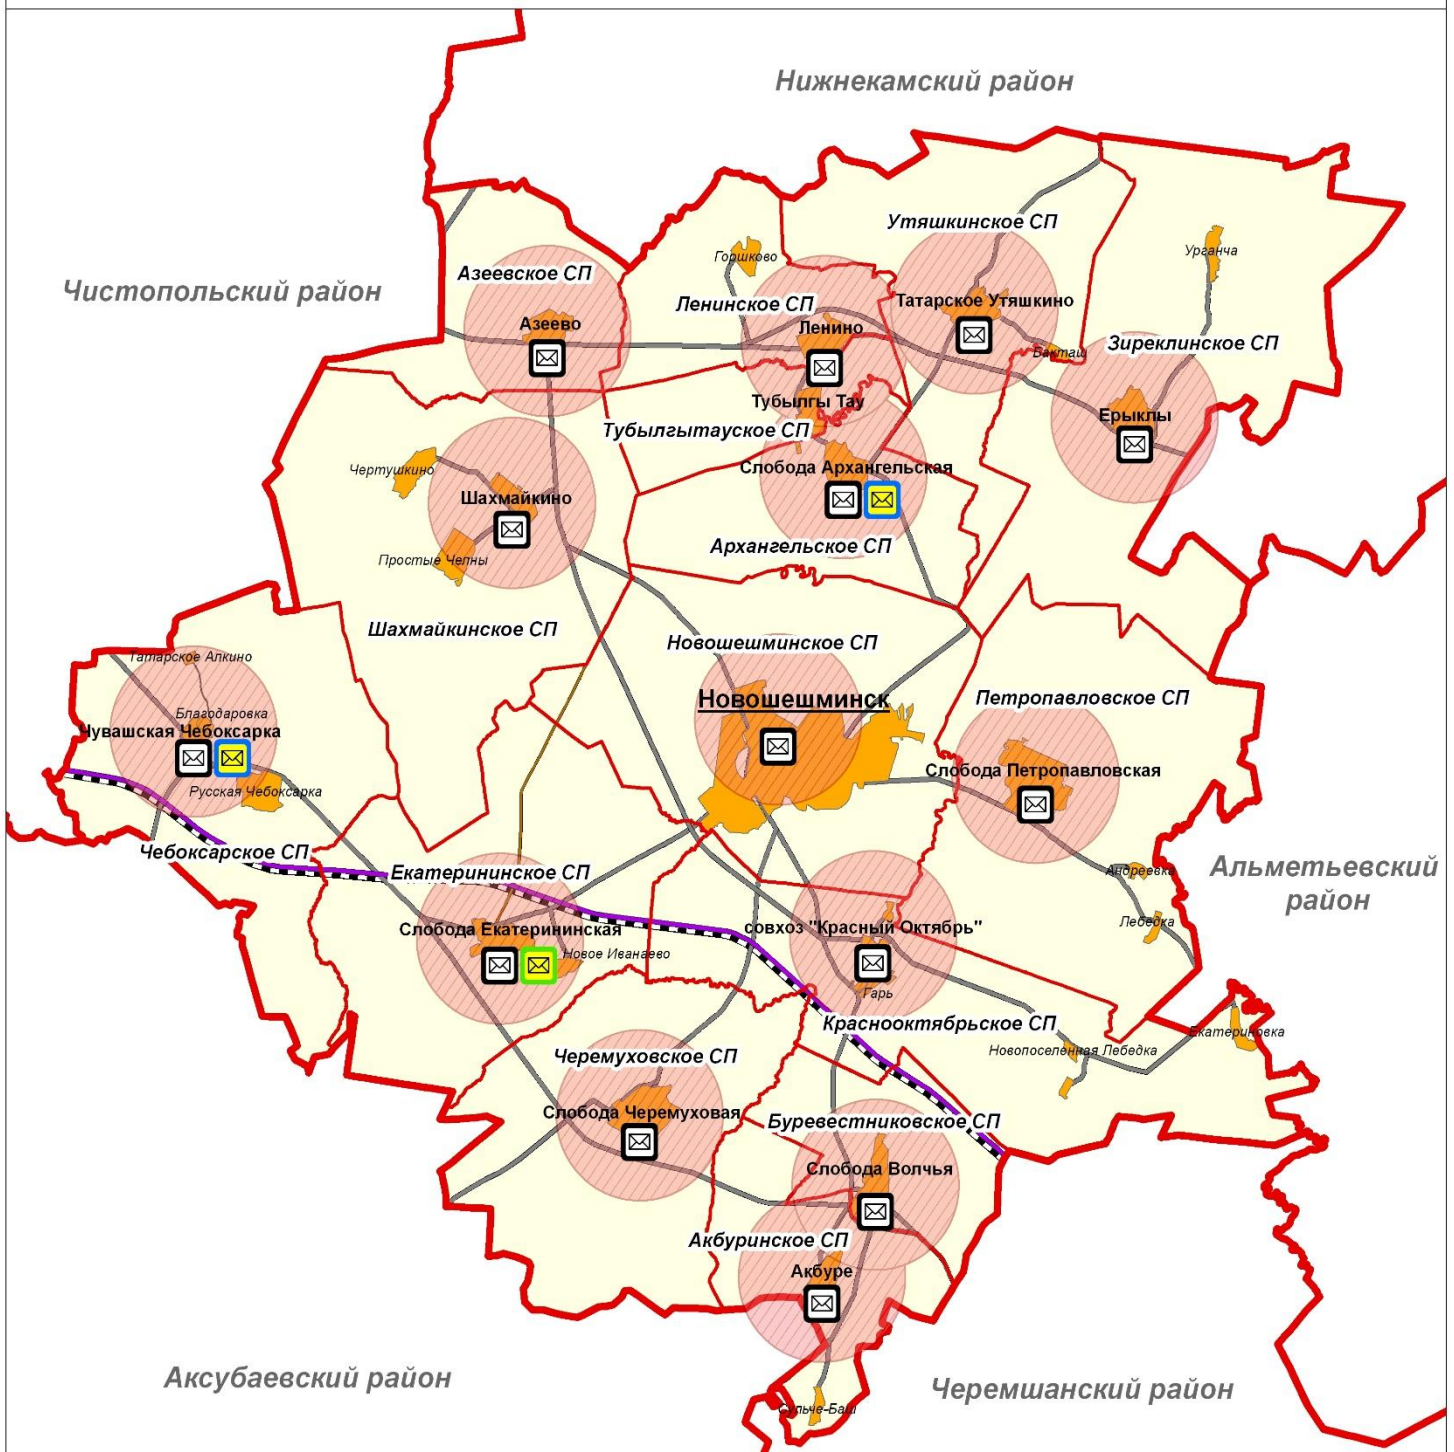 Нижнекамский район
Утяшкинское СП
Урганча
Горшково
Азеевское СП
Чистопольский район
Ленинское СП
Татарское Утяшкино
Азеево
Ленино
Бакташ
Зиреклинское СП
Тубылгы Тау
Ерыклы
Тубылгытауское СП
Чертушкино
Слобода Архангельская
Шахмайкино
Архангельское СП
Простые Челны
Шахмайкинское СП
Новошешминское СП
Татарское Алкино
Новошешминск
Петропавловское СП
Благодаровка
Чувашская Чебоксарка
Слобода Петропавловская
Русская Чебоксарка
Чебоксарское СП
Екатерининское СП
Андреевка
Альметьевский
район
Лебедка
Слобода Екатерининская
совхоз "Красный Октябрь"
Новое Иванаево
Гарь
Краснооктябрьское СП
Екатериновка
Новопоселенная Лебедка
Черемуховское СП
Слобода Черемуховая
Буревестниковское СП
Слобода Волчья
Акбуринское СП
Акбуре
Аксубаевский район
Черемшанский район
Сульче-Баш